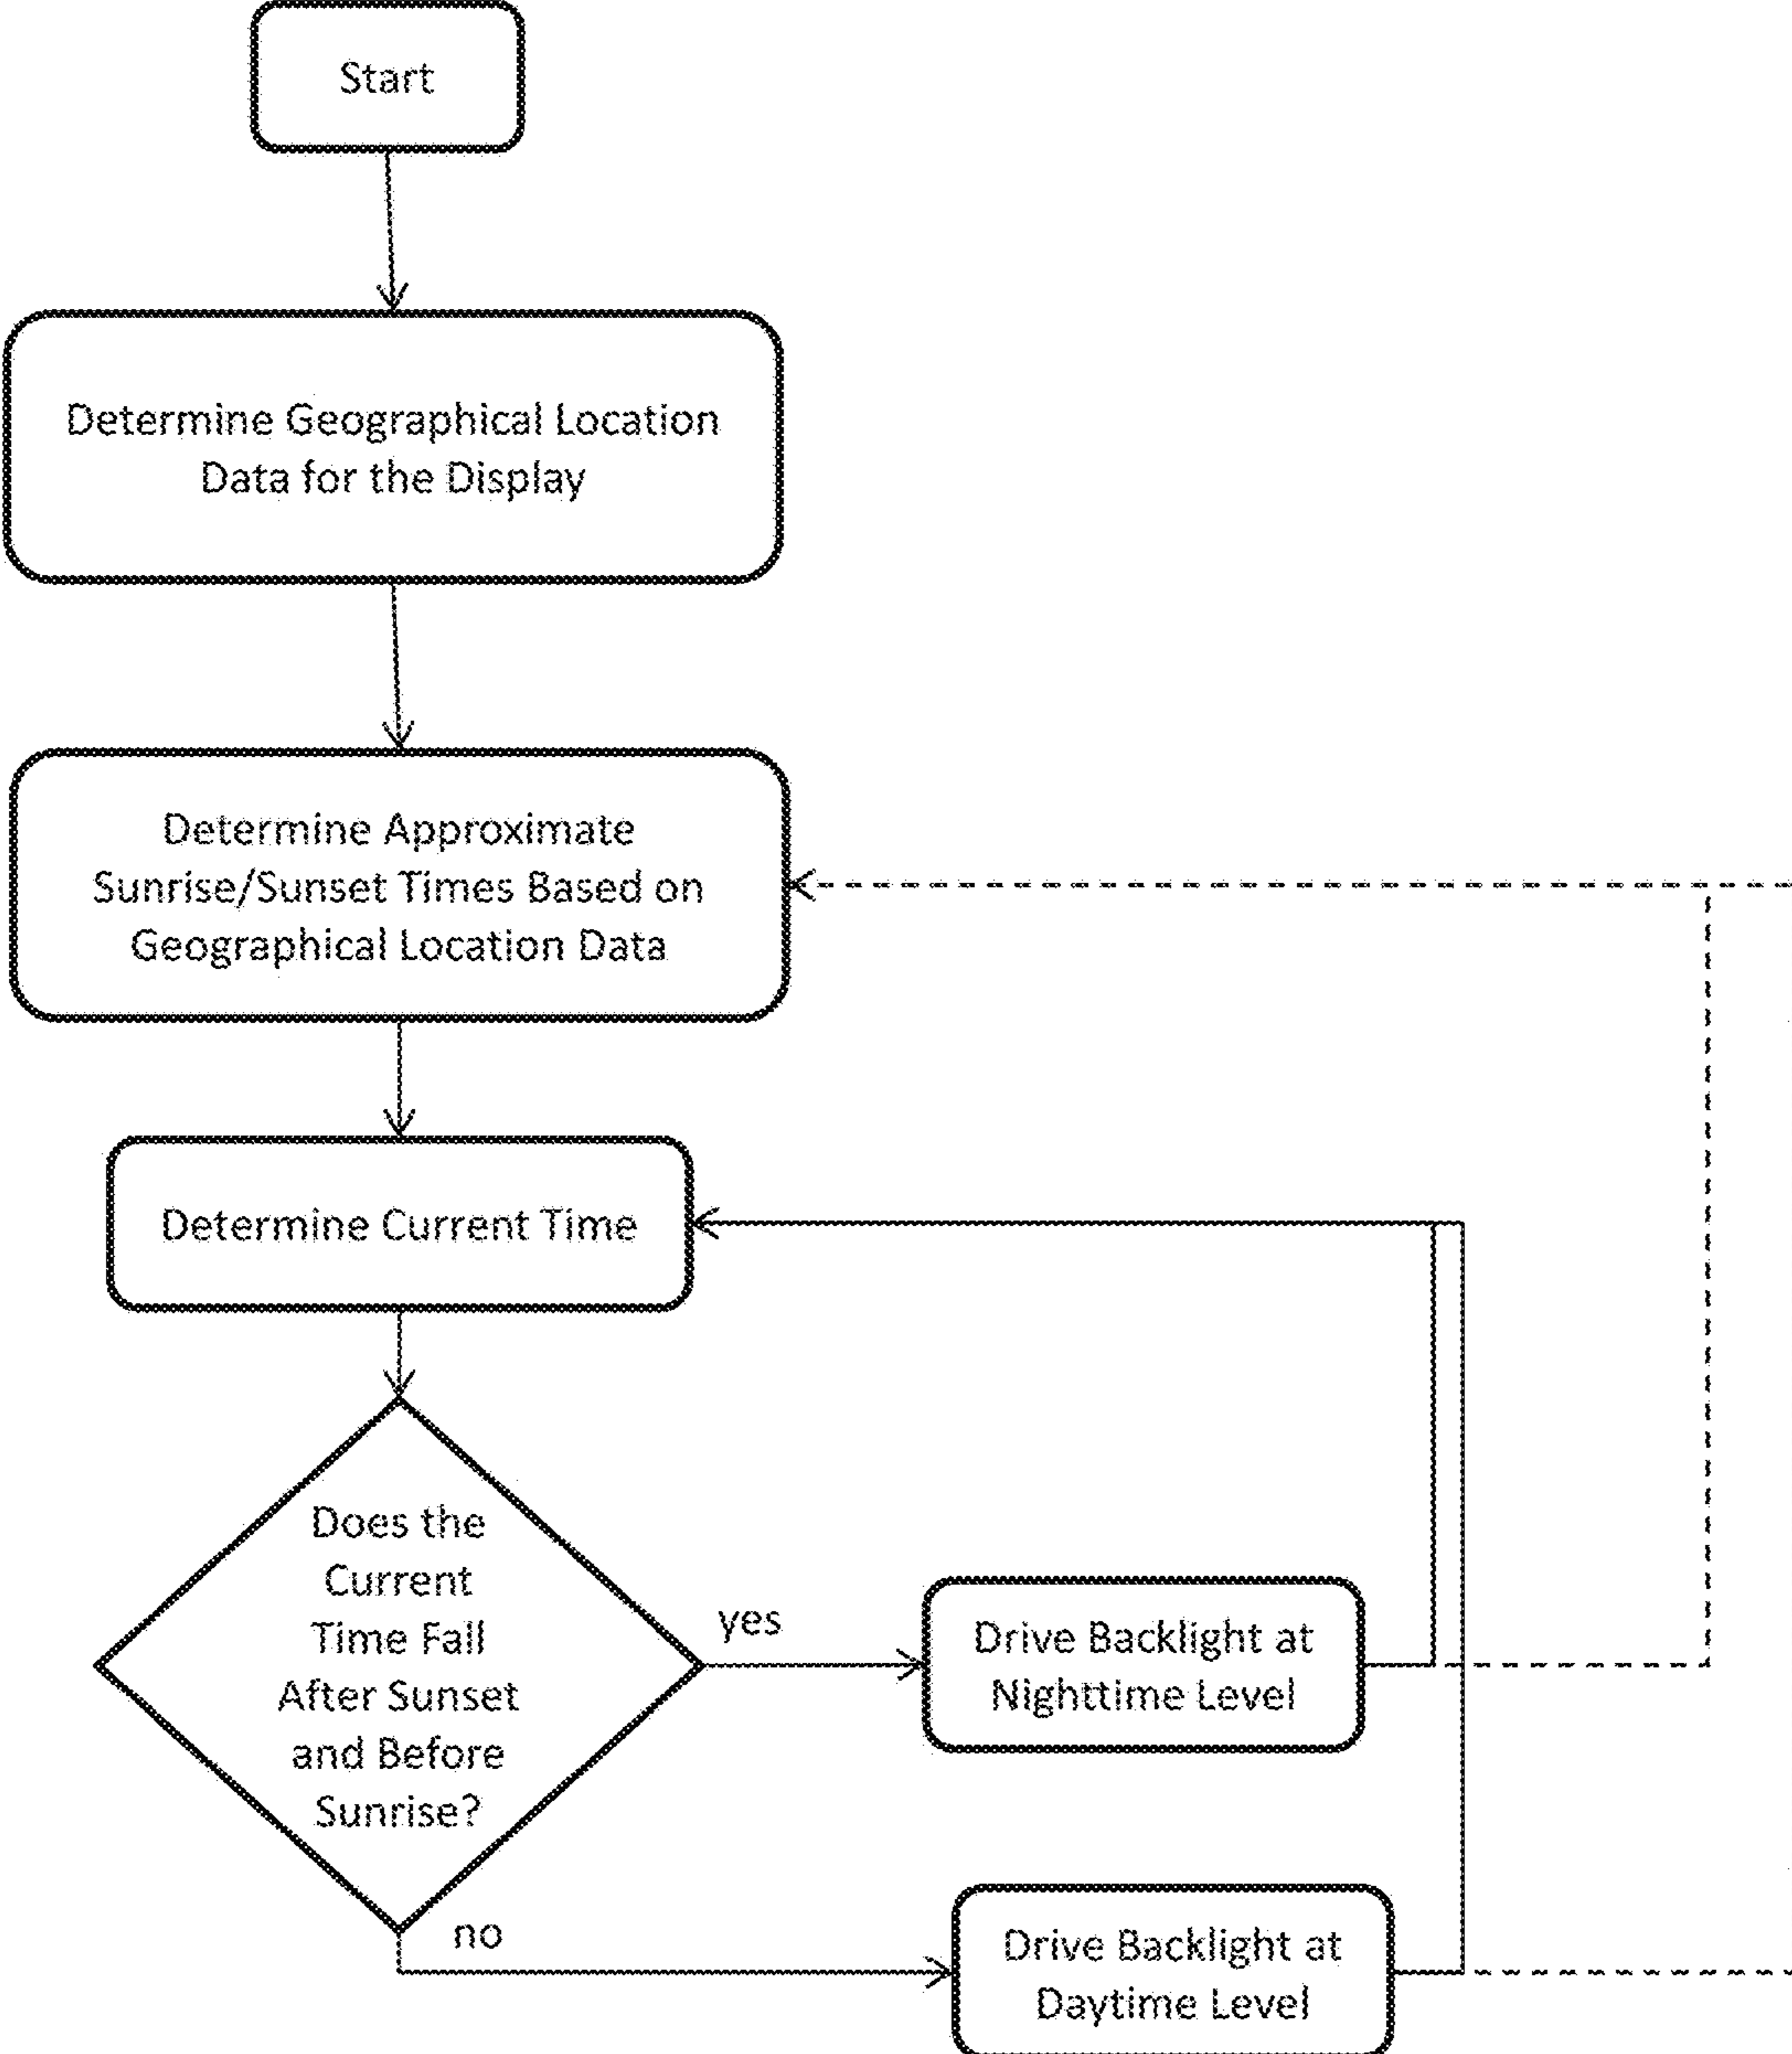 Start
Determine Geographical Location
Data for the Display
Determine Approximate
Sunrise/Sunset Times Based on
Geographical Location Data
Determine Current Time
Does the
Current
Time Fall
After Sunset
and Before
Sunrise?
yes
Drive Backlight at
Nighttime Level
no
Drive Backlight at
Daytime Level